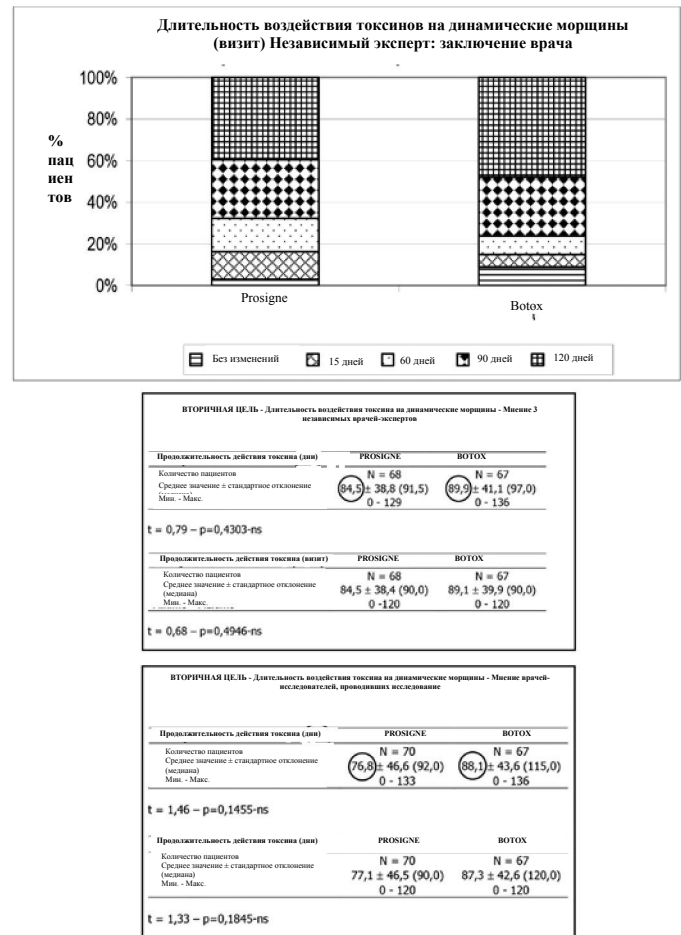 Длительность воздействия токсинов на динамические морщины
(визит) Независимый эксперт: заключение врача
100%
80%
60%
40%
20%
0%
%
пац
иен
тов
Prosigne
Botox
Без изменений 15 дней 60 дней 90 дней 120 дней
ВТОРИЧНАЯ ЦЕЛЬ - Длительность воздействия токсина на динамические морщины - Мнение 3
независимых врачей-экспертов
Продолжительность действия токсина (дни) PROSIGNE BOTOX
Количество пациентов N = 68 N = 67
Среднее значение ± стандартное отклонение 84,5 ± 38,8 (91,5) 89,9 ± 41,1 (97,0)
Мин. - Макс. 0 - 129 0 - 136
t = 0,79 – p=0,4303-ns
Продолжительность действия токсина (визит) PROSIGNE BOTOX
Количество пациентов N = 68 N = 67
Среднее значение ± стандартное отклонение 84,5 ± 38,4 (90,0) 89,1 ± 39,9 (90,0)
(медиана)
Мин. - Макс. 0 -120 0 - 120
t = 0,68 – p=0,4946-ns
ВТОРИЧНАЯ ЦЕЛЬ - Длительность воздействия токсина на динамические морщины - Мнение врачей-
исследователей, проводивших исследование
Продолжительность действия токсина (дни) PROSIGNE BOTOX
Количество пациентов N = 70 N = 67
Среднее значение ± стандартное отклонение 76,8 ± 46,6 (92,0) 88,1 ± 43,6 (115,0)
(медиана)
Мин. - Макс. 0 - 133 0 - 136
t = 1,46 – p=0,1455-ns
Продолжительность действия токсина (дни) PROSIGNE BOTOX
Количество пациентов N = 70 N = 67
Среднее значение ± стандартное отклонение 77,1 ± 46,5 (90,0) 87,3 ± 42,6 (120,0)
(медиана)
Мин. - Макс. 0 - 120 0 - 120
t = 1,33 – p=0,1845-ns